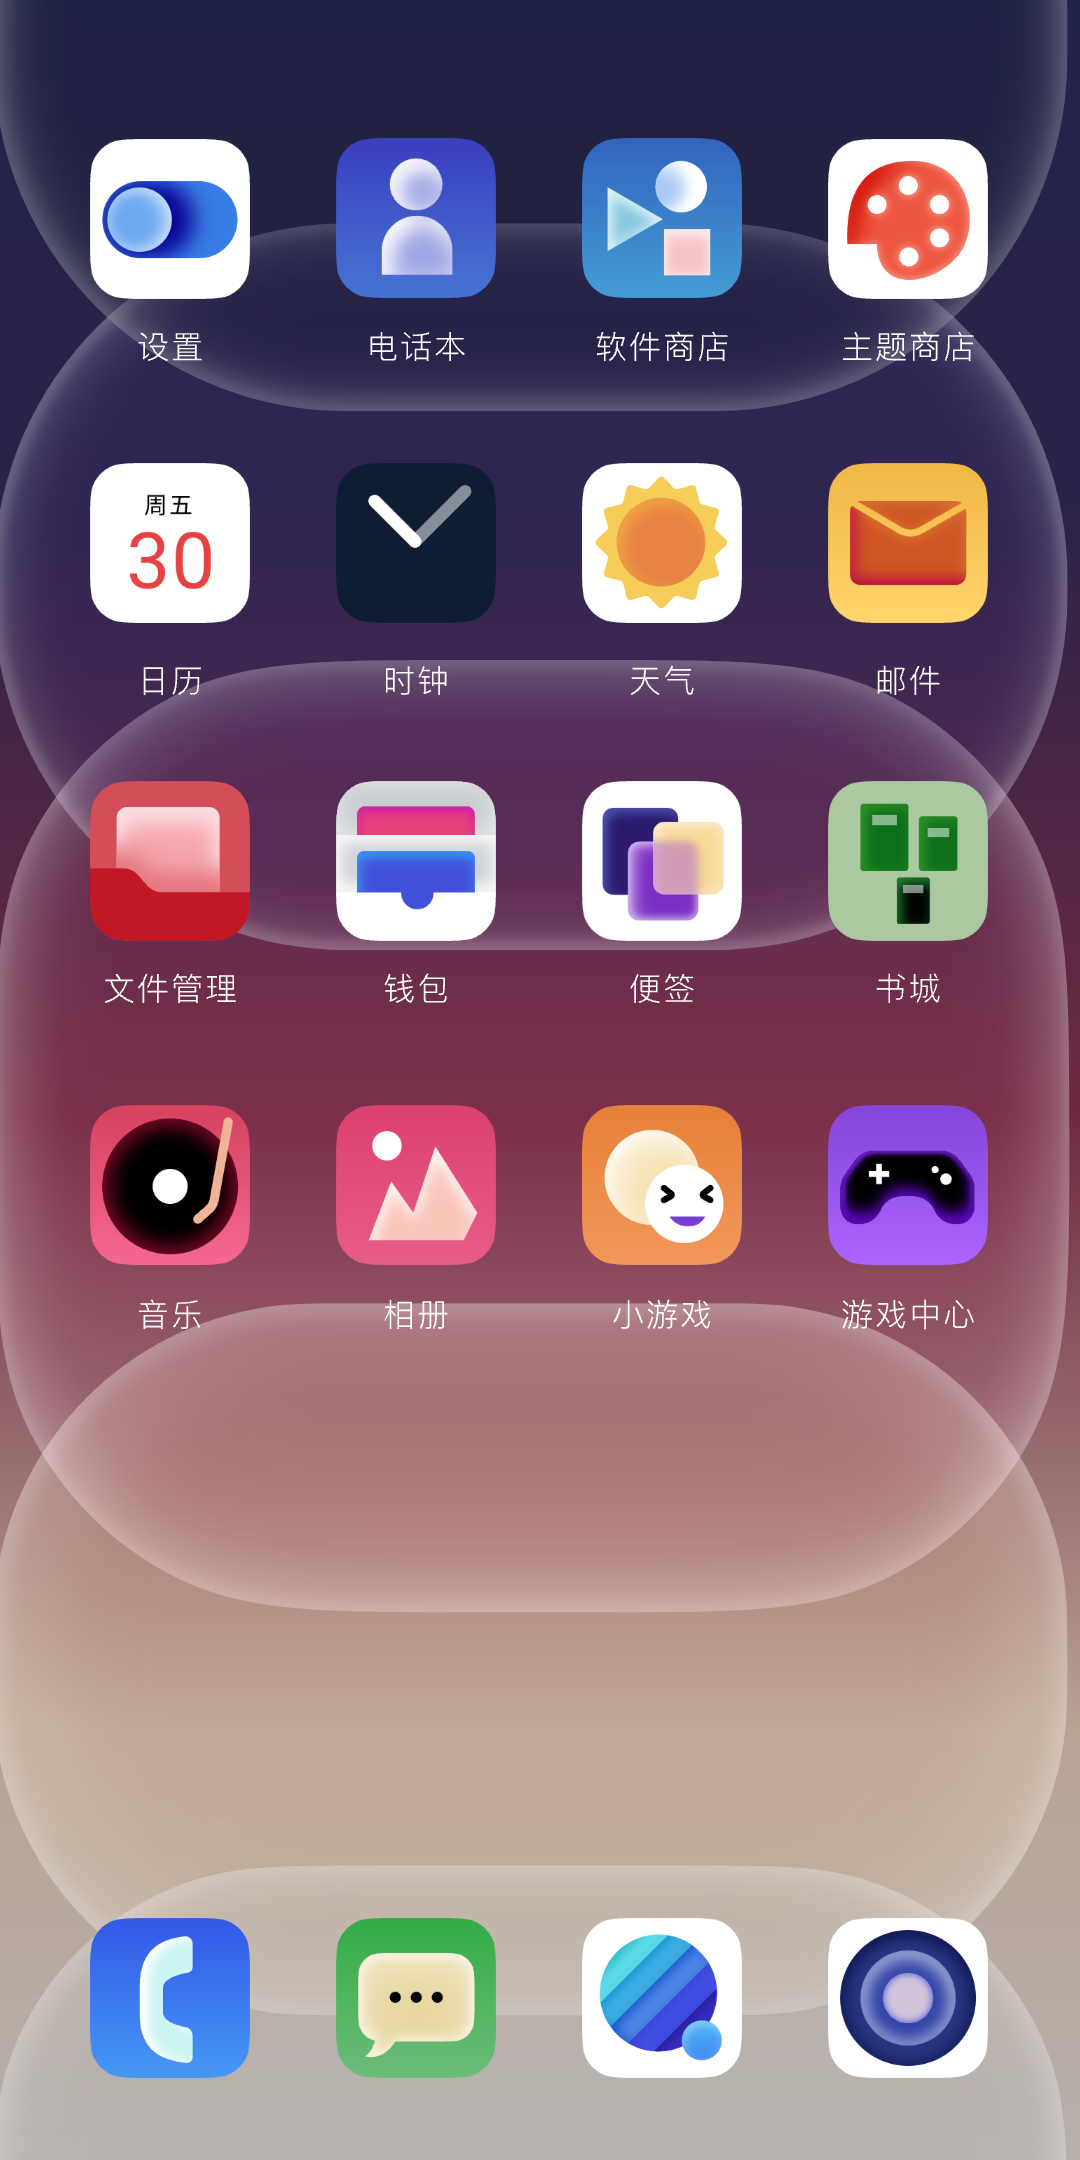 设置
电话本
软件商店
主题商店
周五
30
日历
时钟
天气
邮件
文件管理
钱包
便签
书城
音乐
相册
小游戏
游戏中心